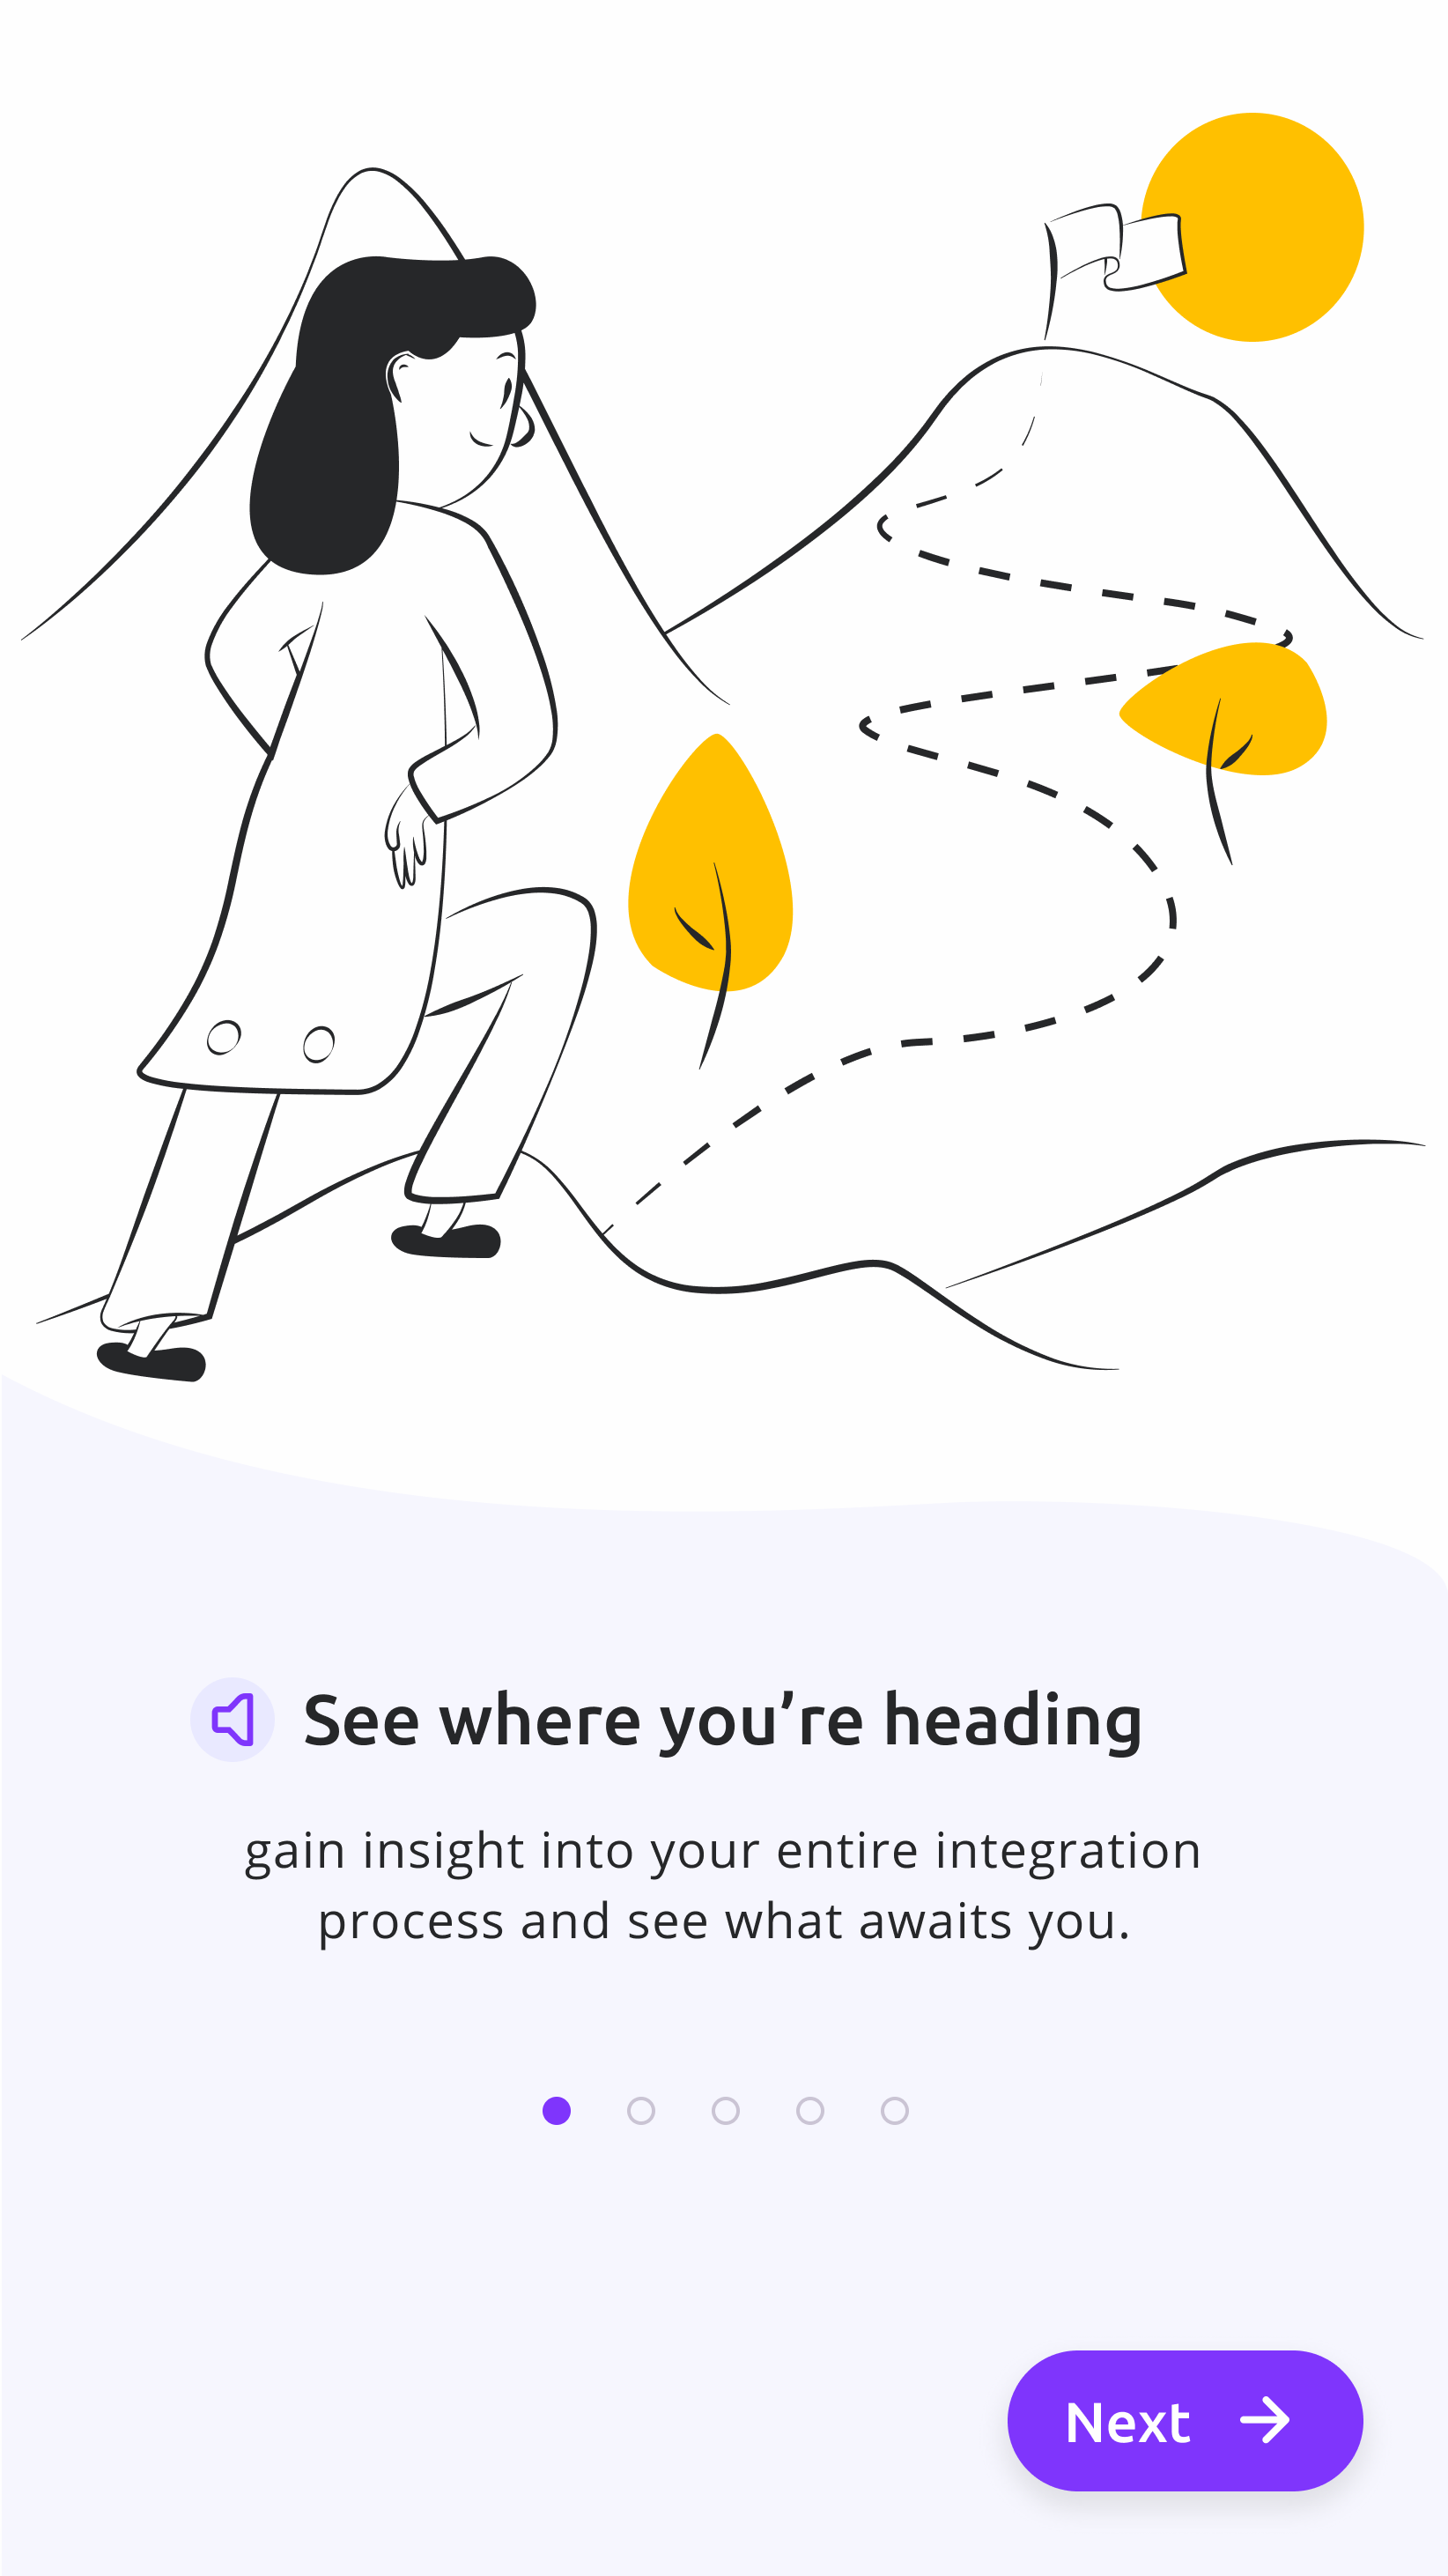 See where you’re heading
gain insight into your entire integration
process and see what awaits you.
Next